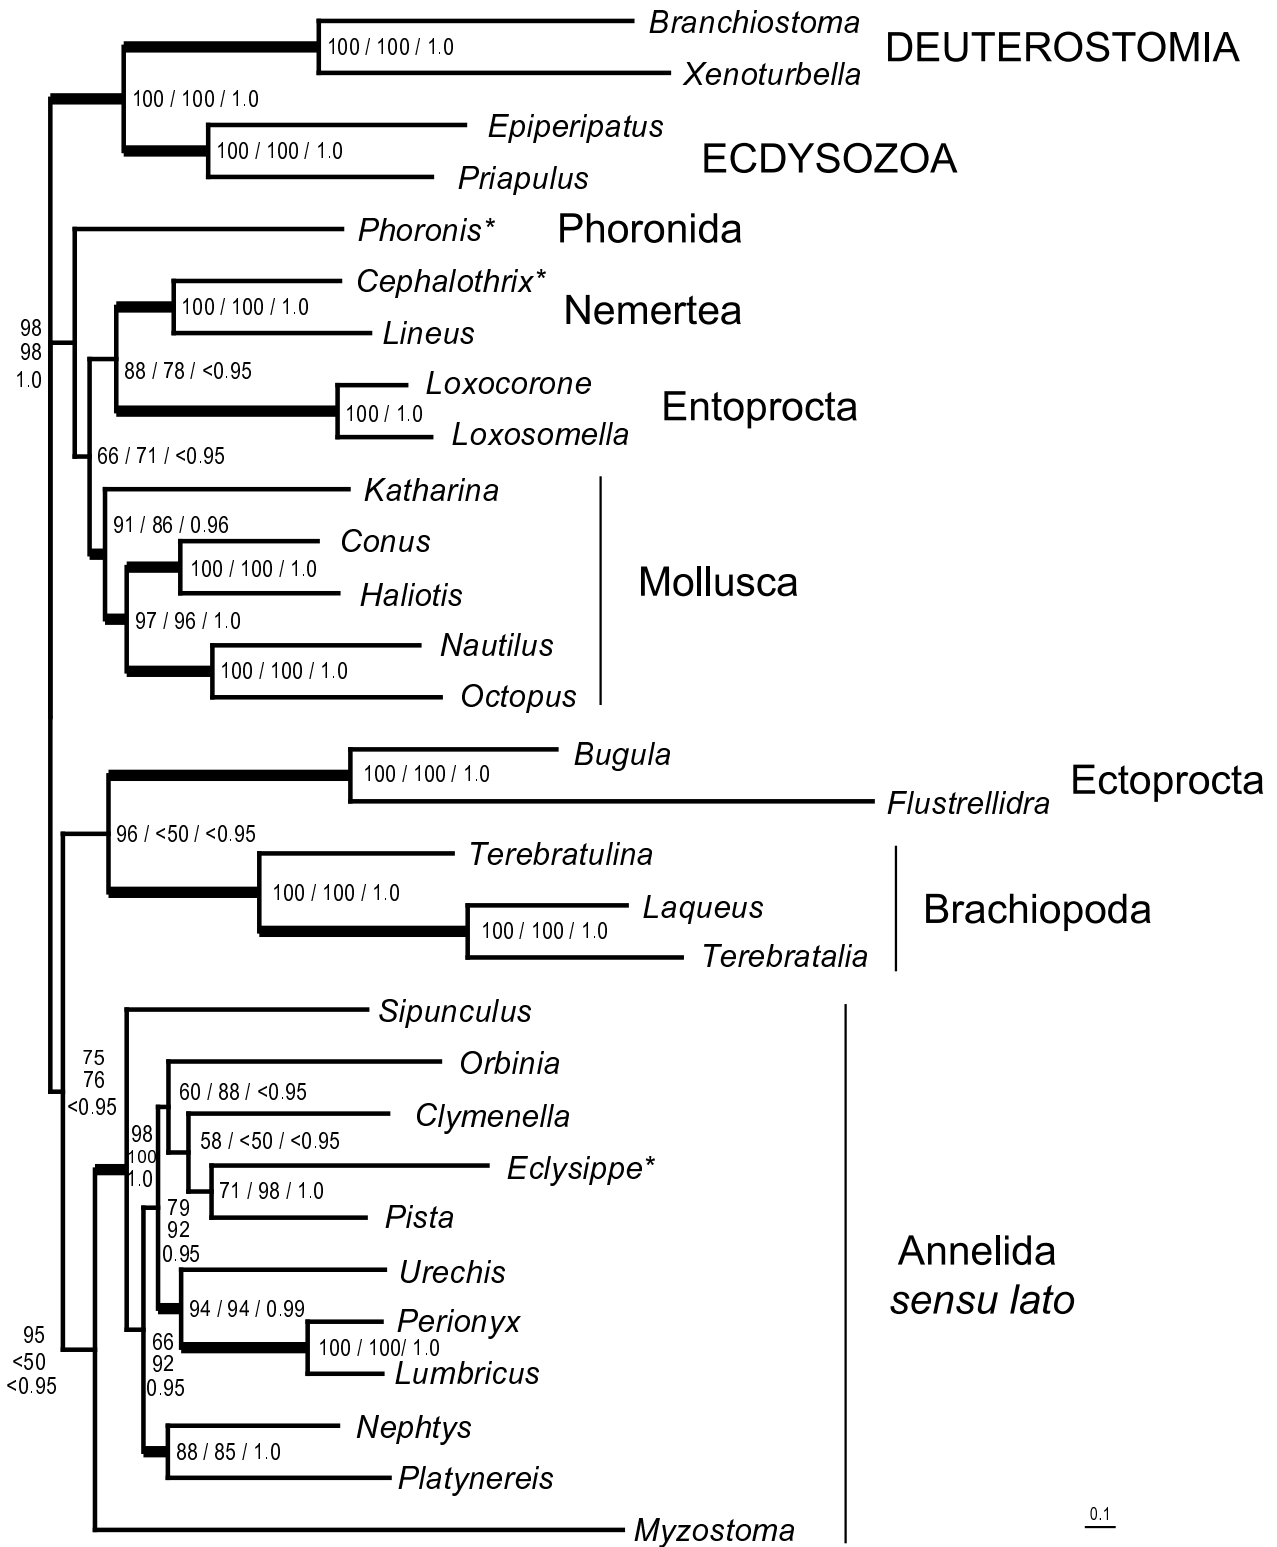 Branchiostoma
100 / 100 / 1.0
DEUTEROSTOMIA
Xenoturbella
100 / 100 / 1.0
Epiperipatus
100 / 100 / 1.0
ECDYSOZOA
Priapulus
Phoronis*
Phoronida
Cephalothrix*
100 / 100 / 1.0
Nemertea
Lineus
98
98
1.0
88 / 78 / <0.95
Loxocorone
100 / 1.0
Entoprocta
Loxosomella
66 / 71 / <0.95
Katharina
91 / 86 / 0.96
Conus
100 / 100 / 1.0
Mollusca
Haliotis
97 / 96 / 1.0
Nautilus
100 / 100 / 1.0
Octopus
Bugula
100 / 100 / 1.0
Ectoprocta
Flustrellidra
96 / <50 / <0.95
Terebratulina
100 / 100 / 1.0
Laqueus
Brachiopoda
100 / 100 / 1.0
Terebratalia
Sipunculus
75
76
<0.95
Orbinia
60 / 88 / <0.95
Clymenella
98
100
1.0
58 / <50 / <0.95
Eclysippe*
71 / 98 / 1.0
Pista
79
92
0.95
Annelida
sensu lato
Urechis
94 / 94 / 0.99
Perionyx
100 / 100/ 1.0
Lumbricus
95
<50
<0.95
66
92
0.95
Nephtys
88 / 85 / 1.0
Platynereis
Myzostoma
0.1